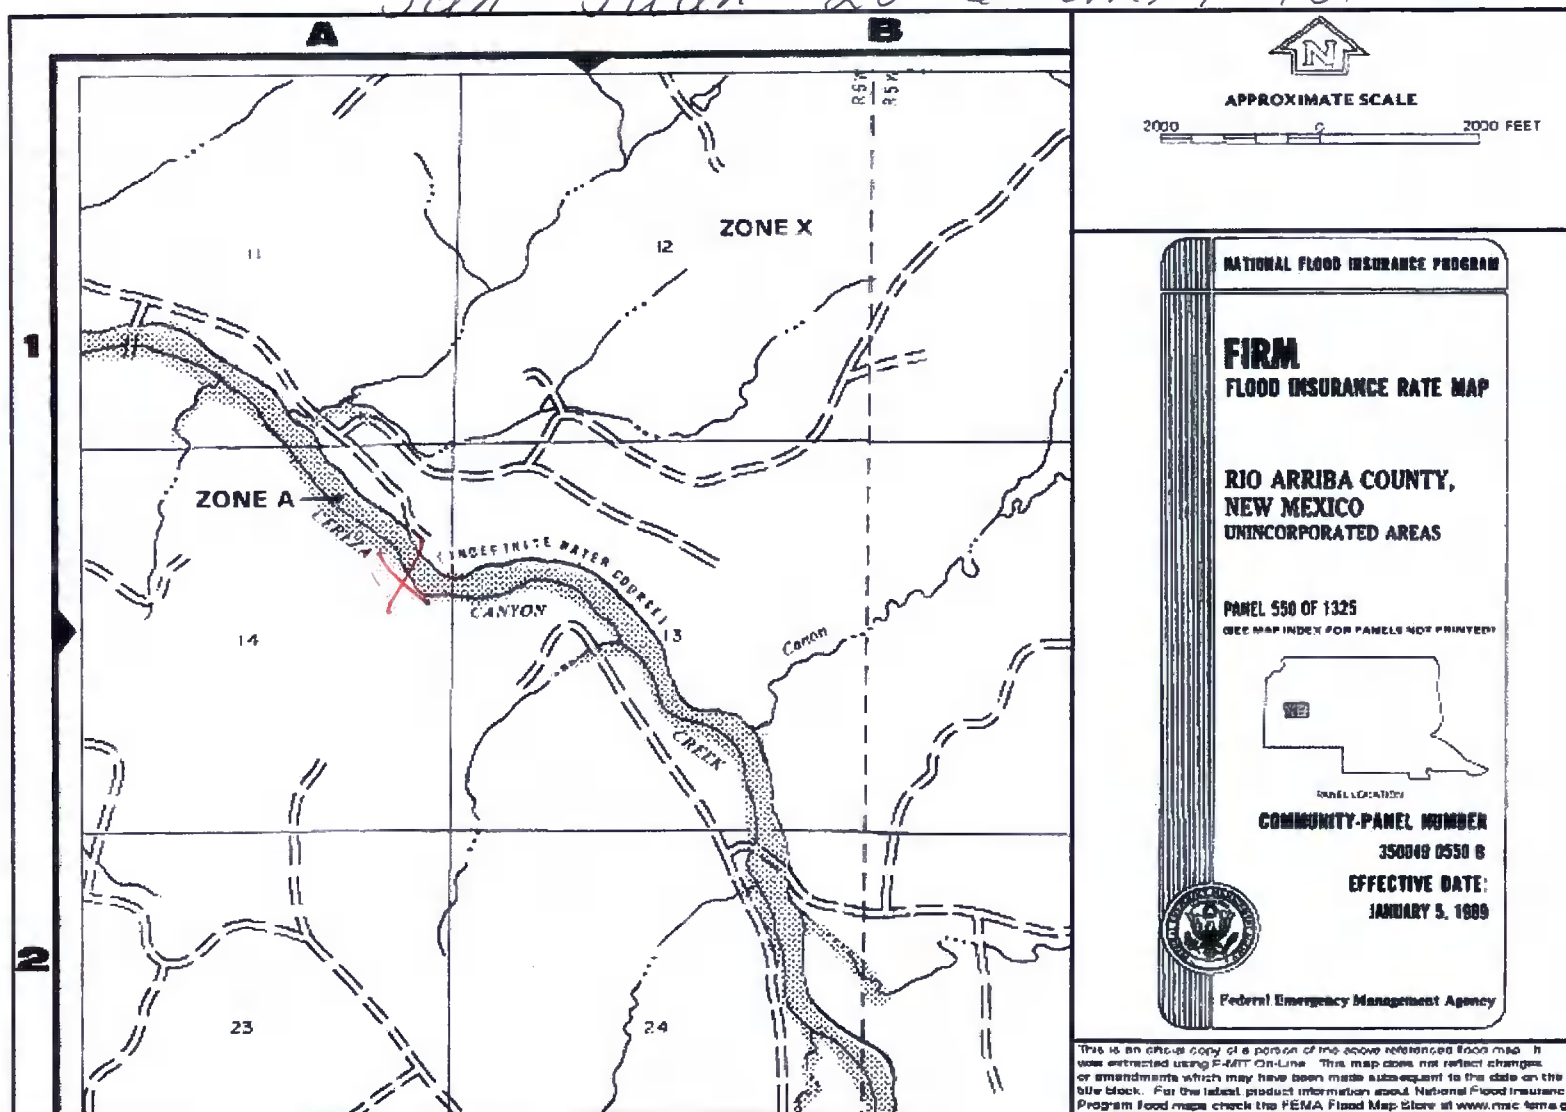 San Juan
A
B
N
APPROXIMATE SCALE
2000 0 2000 FEET
R5W
R5W
ZONE X
12
11
1
NATIONAL FLOOD INSURANCE PROGRAM
FIRM
FLOOD INSURANCE RATE MAP
RIO ARRIBA COUNTY,
NEW MEXICO
UNINCORPORATED AREAS
ZONE A
(INDEFINITE WATER COURSE)
CANYON
13
14
Canon
CREEK
PANEL 550 OF 1325
(SEE MAP INDEX FOR PANELS NOT PRINTED)
PANEL LOCATION
COMMUNITY-PANEL NUMBER
350049 0550 B
EFFECTIVE DATE:
JANUARY 5, 1989
2
23
24
Federal Emergency Management Agency
This is an official copy of a portion of the above referenced flood map. It
was extracted using F-MIT On-Line. This map does not reflect changes
or amendments which may have been made subsequent to the date on the
title block. For the latest product information about National Flood Insurance
Program flood maps check the FEMA Flood Map Store at www.msc.fema